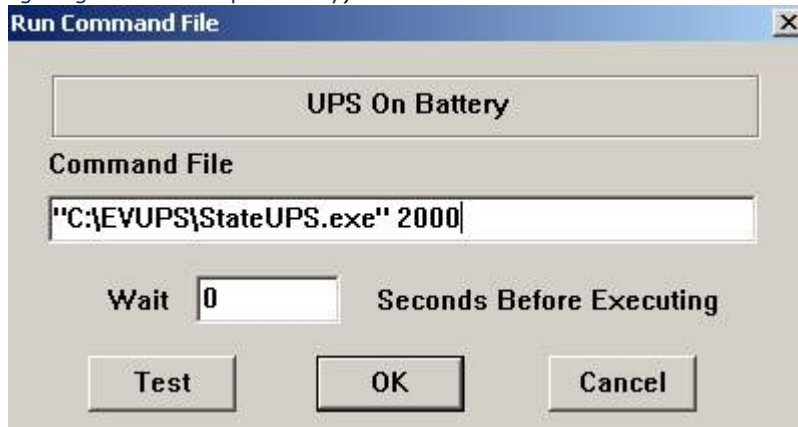 Run Command File
UPS On Battery
Command File
"C:\EVUPS\StateUPS.exe" 2000
Wait 0 Seconds Before Executing
Test OK Cancel